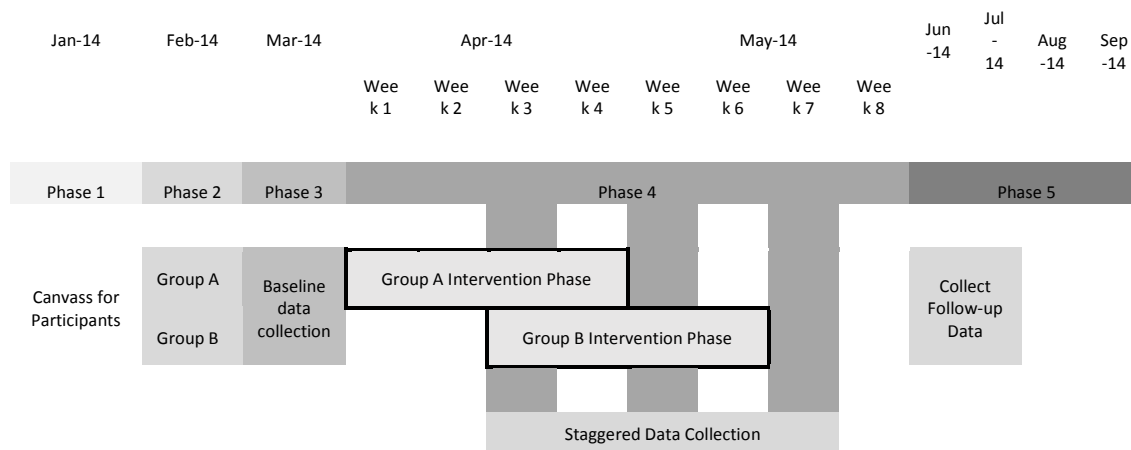 Jan-14 Feb-14 Mar-14 Apr-14 May-14 Jun
-14 Jul
-
14 Aug
-14 Sep
-14
Wee
k 1 Wee
k 2 Wee
k 3 Wee
k 4 Wee
k 5 Wee
k 6 Wee
k 7 Wee
k 8
Phase 1 Phase 2 Phase 3 Phase 4 Phase 5
Canvass for
Participants
Group A
Group B
Baseline
data
collection
Group A Intervention Phase
Group B Intervention Phase
Collect
Follow-up
Data
Staggered Data Collection